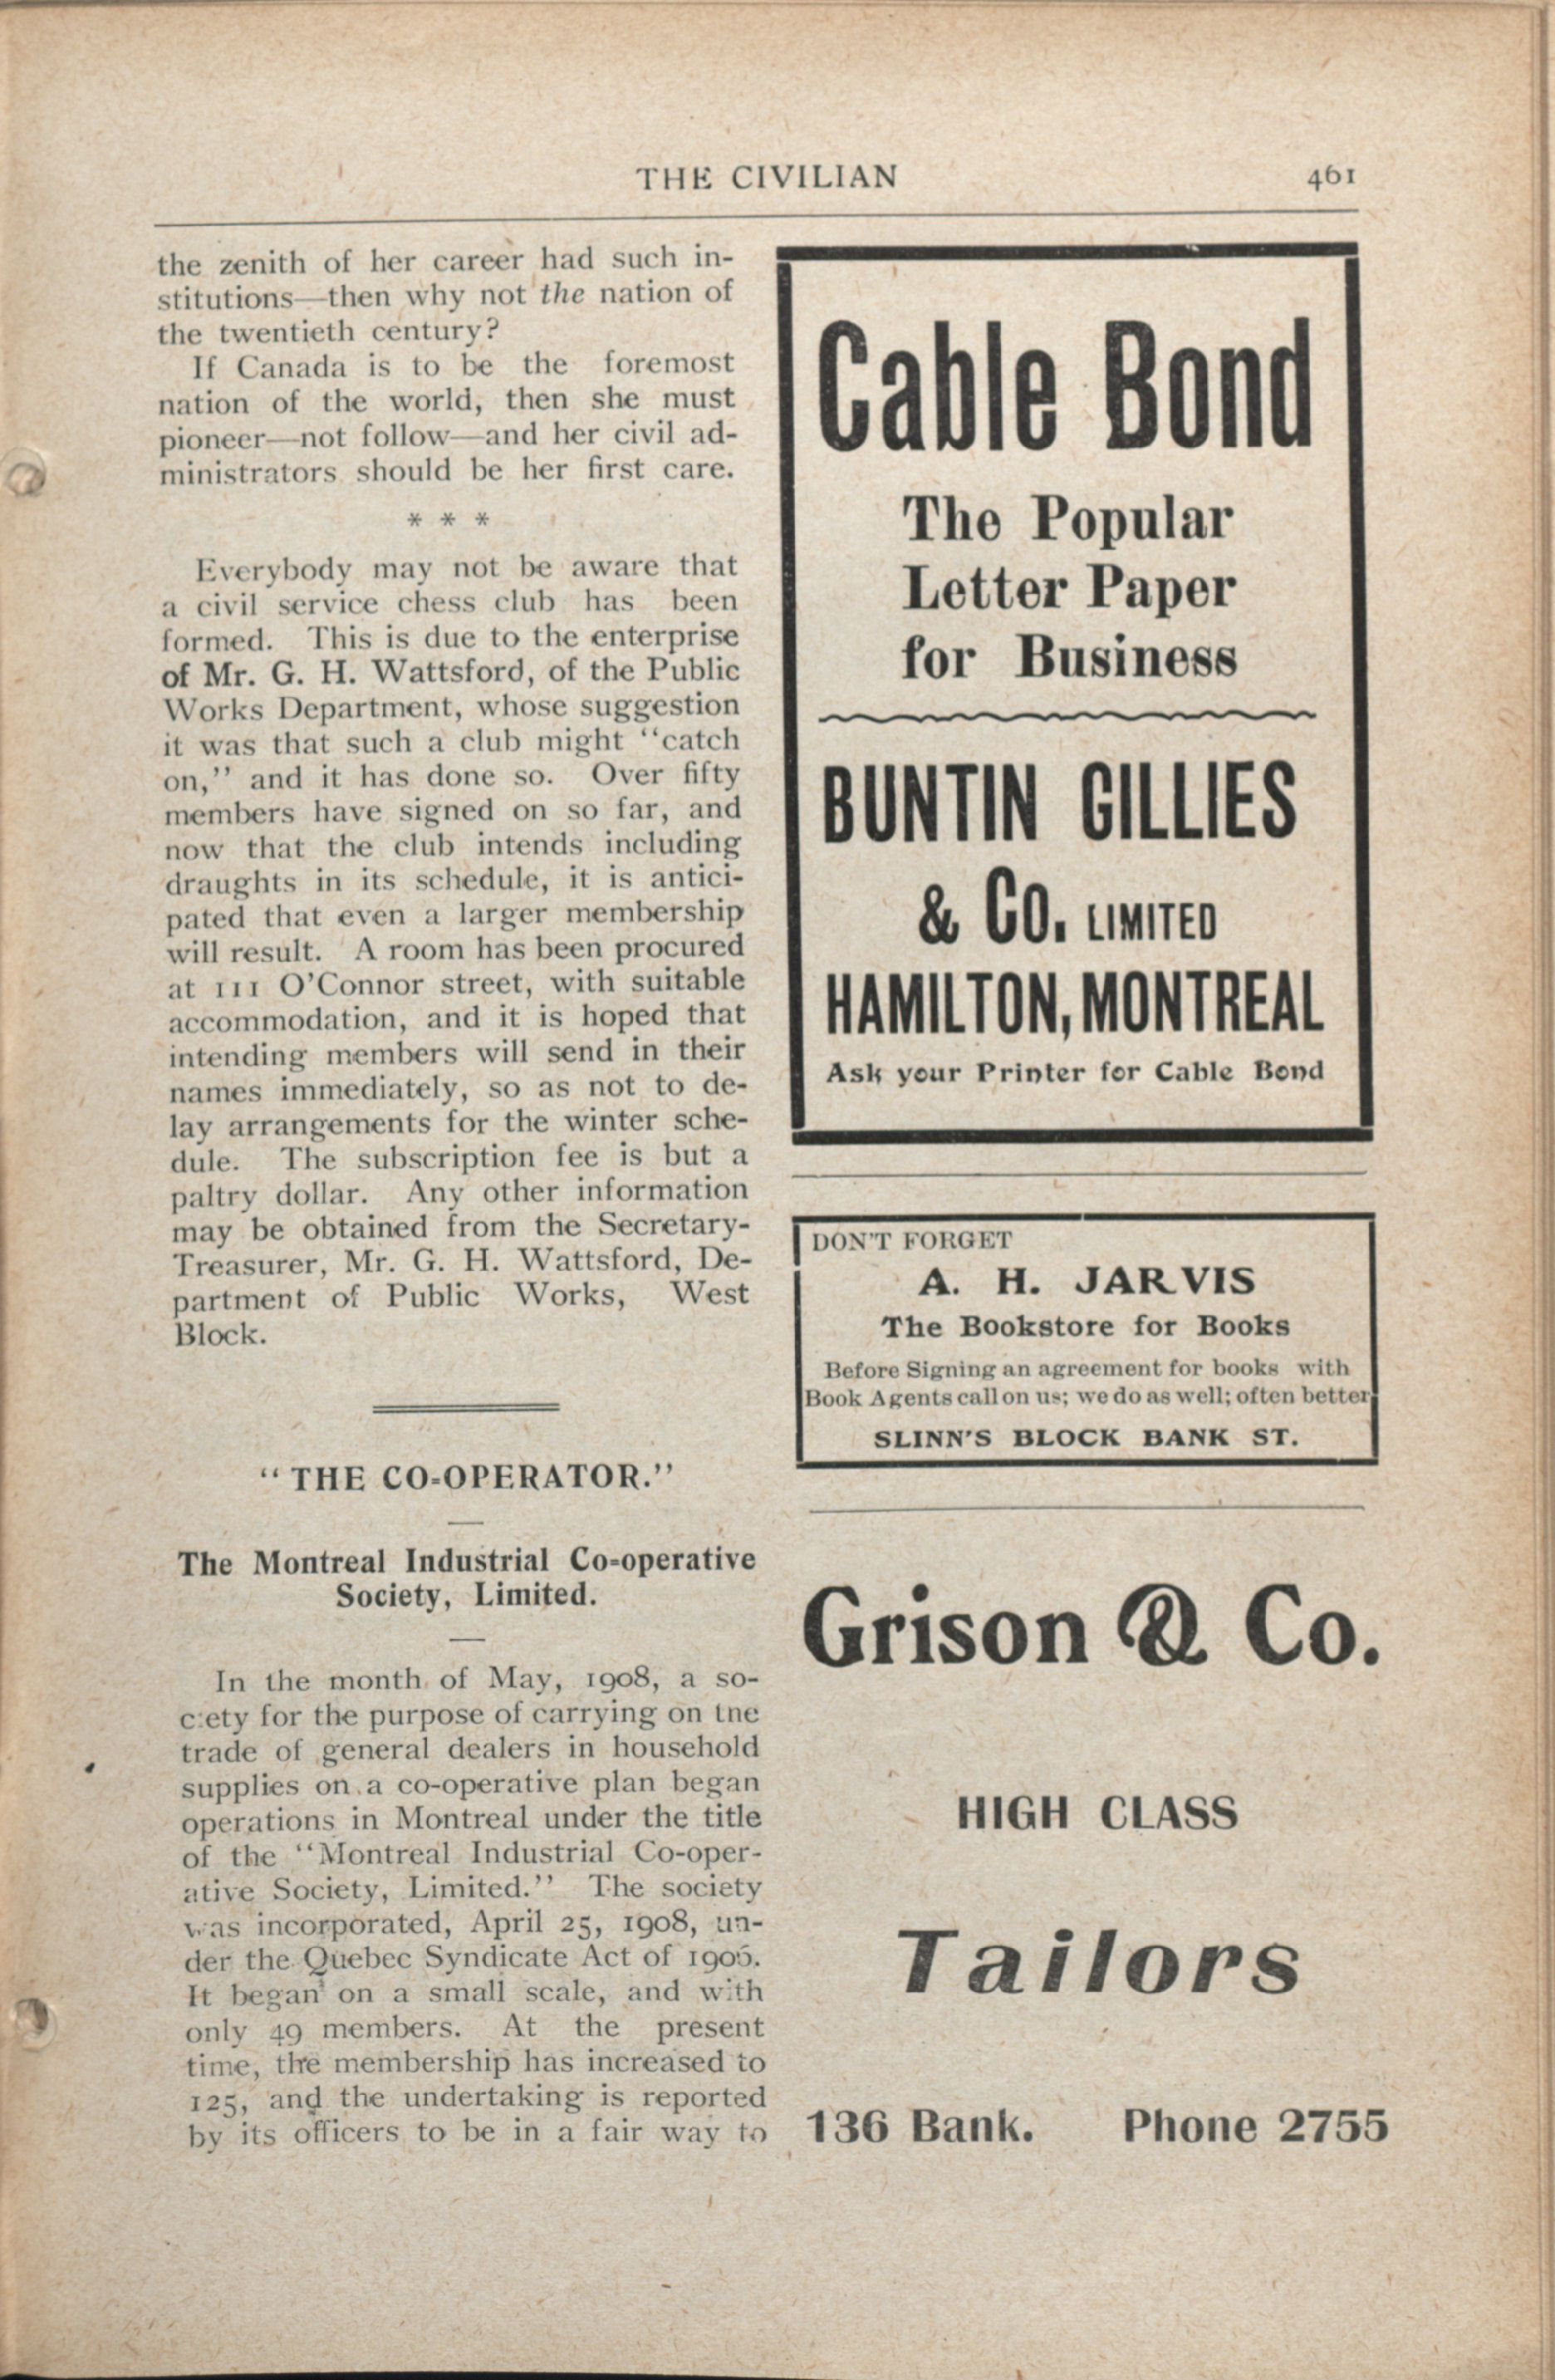 THE CIVILIAN 461
the zenith of her career had such in-
stitutions—then why not the nation of
the twentieth century?
If Canada is to be the foremost
nation of the world, then she must
pioneer—not follow—and her civil ad-
ministrators should be her first care.
* * *
Everybody may not be aware that
a civil service chess club has been
formed. This is due to the enterprise
of Mr. G. H. Wattsford, of the Public
Works Department, whose suggestion
it was that such a club might "catch
on," and it has done so. Over fifty
members have signed on so far, and
now that the club intends including
draughts in its schedule, it is antici-
pated that even a larger membership
will result. A room has been procured
at 111 O'Connor street, with suitable
accommodation, and it is hoped that
intending members will send in their
names immediately, so as not to de-
lay arrangements for the winter sche-
dule. The subscription fee is but a
paltry dollar. Any other information
may be obtained from the Secretary-
Treasurer, Mr. G. H. Wattsford, De-
partment of Public Works, West
Block.
"THE CO-OPERATOR."
The Montreal Industrial Co-operative
Society, Limited.
In the month of May, 1908, a so-
ciety for the purpose of carrying on the
trade of general dealers in household
supplies on a co-operative plan began
operations in Montreal under the title
of the "Montreal Industrial Co-oper-
ative Society, Limited." The society
was incorporated, April 25, 1908, un-
der the Quebec Syndicate Act of
It began on a small scale, and with
only 49 members. At the present
time, the membership has increased to
125, and the undertaking is reported
by its officers to be in a fair way to
Cable Bond
The Popular
Letter Paper
for Business
BUNTIN GILLIES
& CO. LIMITED
HAMILTON, MONTREAL
Ask your Printer for Cable Bond
DON'T FORGET
A. H. JARVIS
The Bookstore for Books
Before Signing an agreement for books with
Book Agents call on us; we do as well; often better
SLINN'S BLOCK BANK ST.
Grison & Co.
HIGH CLASS
Tailors
136 Bank. Phone 2755